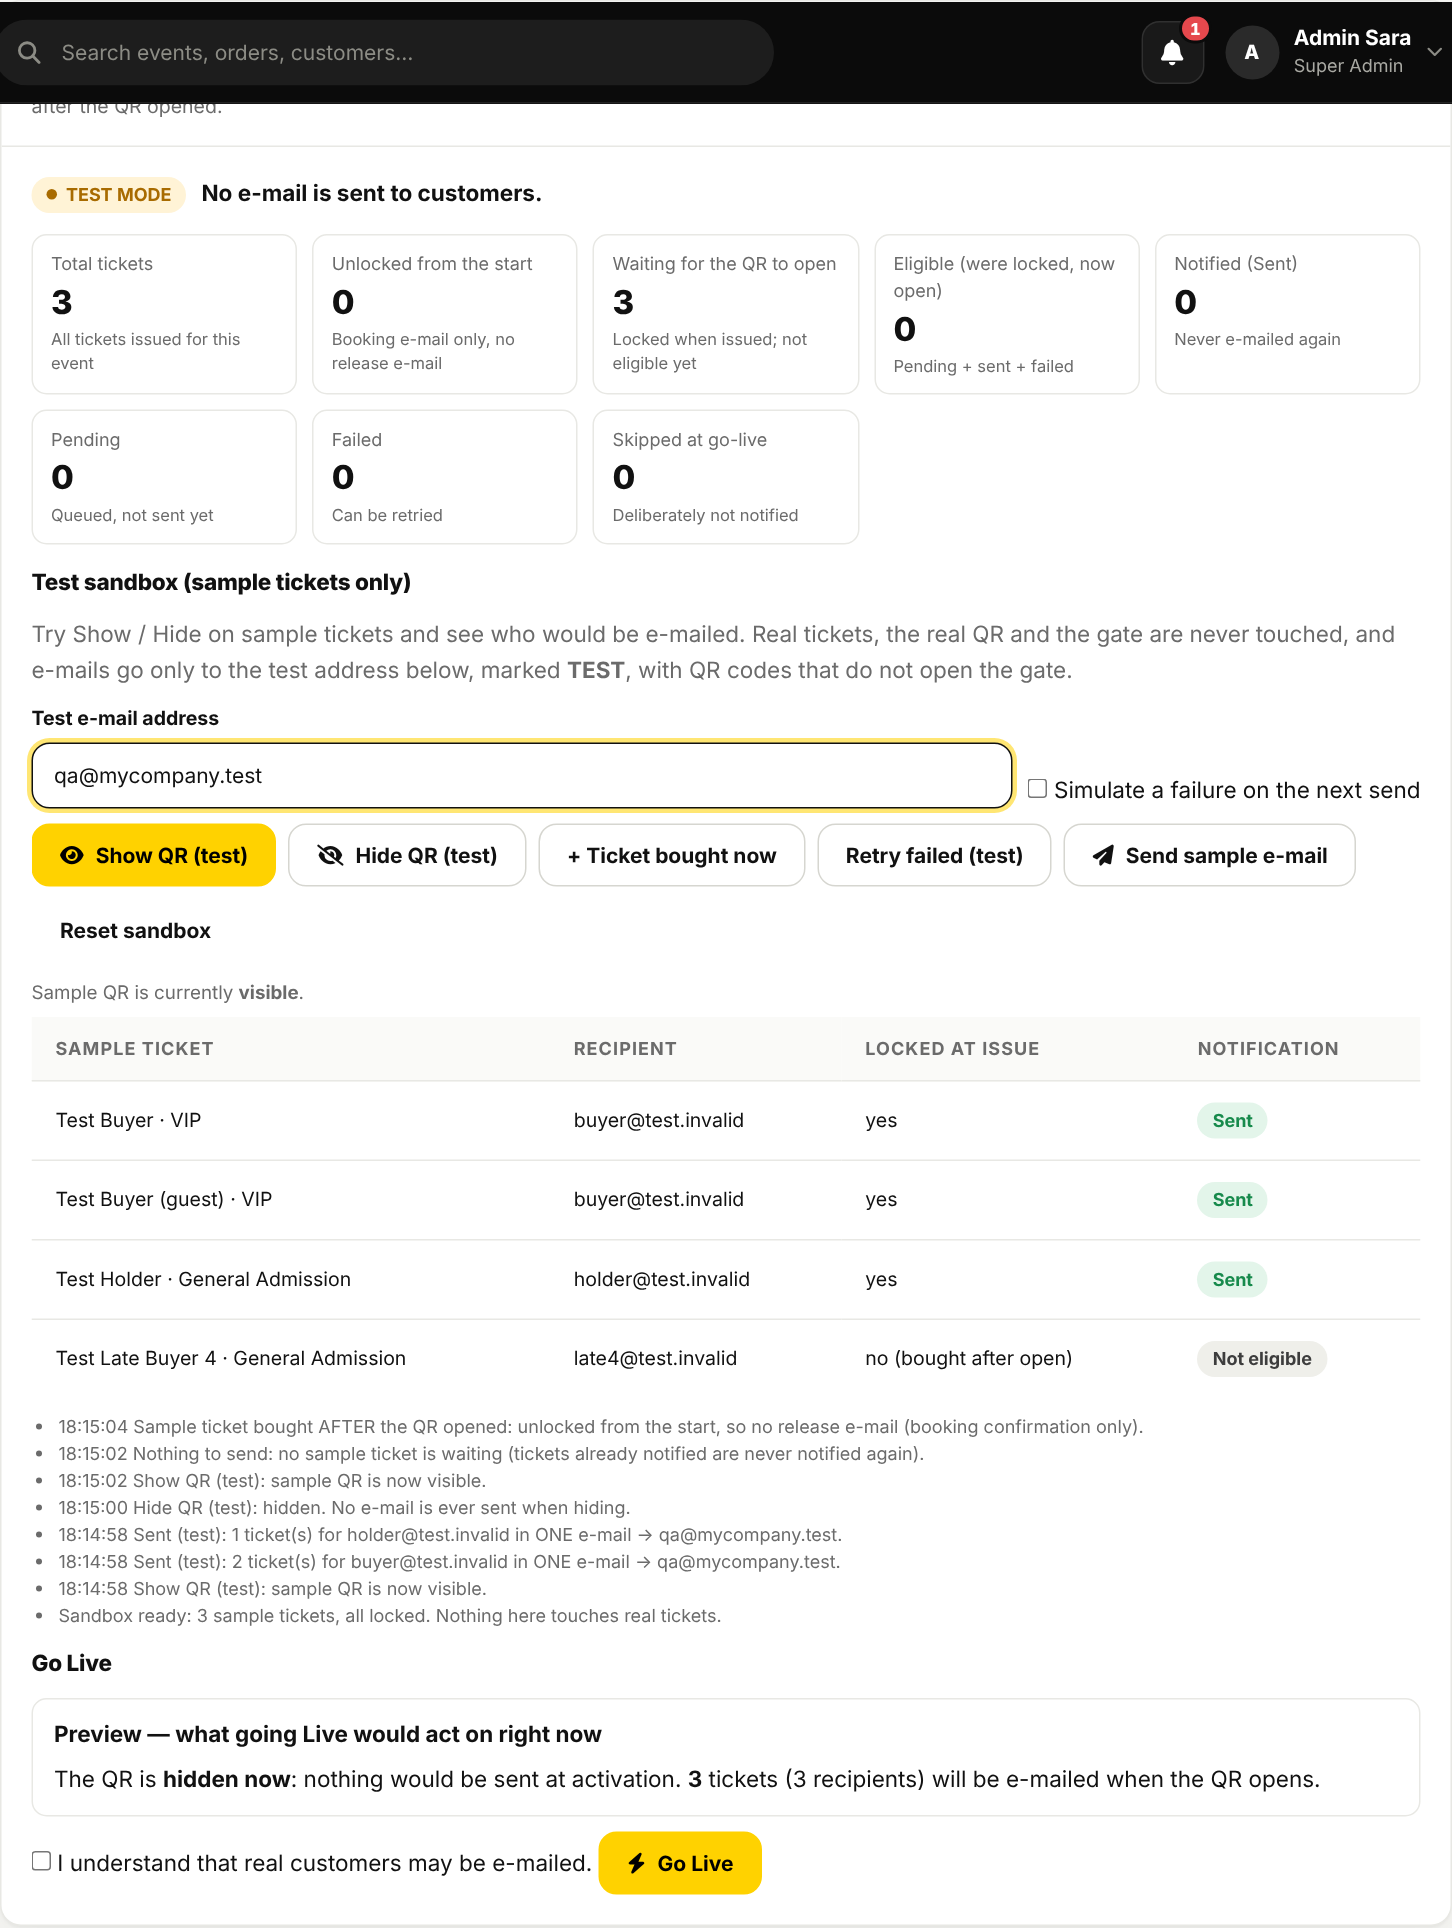 Search events, orders, customers...
1
A
Admin Sara
Super Admin
after the QR opened.
TEST MODE
No e-mail is sent to customers.
Total tickets
3
All tickets issued for this
event
Unlocked from the start
0
Booking e-mail only, no
release e-mail
Waiting for the QR to open
3
Locked when issued; not
eligible yet
Eligible (were locked, now
open)
0
Pending + sent + failed
Notified (Sent)
0
Never e-mailed again
Pending
0
Queued, not sent yet
Failed
0
Can be retried
Skipped at go-live
0
Deliberately not notified
Test sandbox (sample tickets only)
Try Show / Hide on sample tickets and see who would be e-mailed. Real tickets, the real QR and the gate are never touched, and
e-mails go only to the test address below, marked TEST, with QR codes that do not open the gate.
Test e-mail address
qa@mycompany.test
Simulate a failure on the next send
Show QR (test)
Hide QR (test)
+ Ticket bought now
Retry failed (test)
Send sample e-mail
Reset sandbox
Sample QR is currently visible.
SAMPLE TICKET RECIPIENT LOCKED AT ISSUE NOTIFICATION
Test Buyer · VIP buyer@test.invalid yes Sent
Test Buyer (guest) · VIP buyer@test.invalid yes Sent
Test Holder · General Admission holder@test.invalid yes Sent
Test Late Buyer 4 · General Admission late4@test.invalid no (bought after open) Not eligible
• 18:15:04 Sample ticket bought AFTER the QR opened: unlocked from the start, so no release e-mail (booking confirmation only).
• 18:15:02 Nothing to send: no sample ticket is waiting (tickets already notified are never notified again).
• 18:15:02 Show QR (test): sample QR is now visible.
• 18:15:00 Hide QR (test): hidden. No e-mail is ever sent when hiding.
• 18:14:58 Sent (test): 1 ticket(s) for holder@test.invalid in ONE e-mail → qa@mycompany.test.
• 18:14:58 Sent (test): 2 ticket(s) for buyer@test.invalid in ONE e-mail → qa@mycompany.test.
• 18:14:58 Show QR (test): sample QR is now visible.
• Sandbox ready: 3 sample tickets, all locked. Nothing here touches real tickets.
Go Live
Preview — what going Live would act on right now
The QR is hidden now: nothing would be sent at activation. 3 tickets (3 recipients) will be e-mailed when the QR opens.
I understand that real customers may be e-mailed.
Go Live